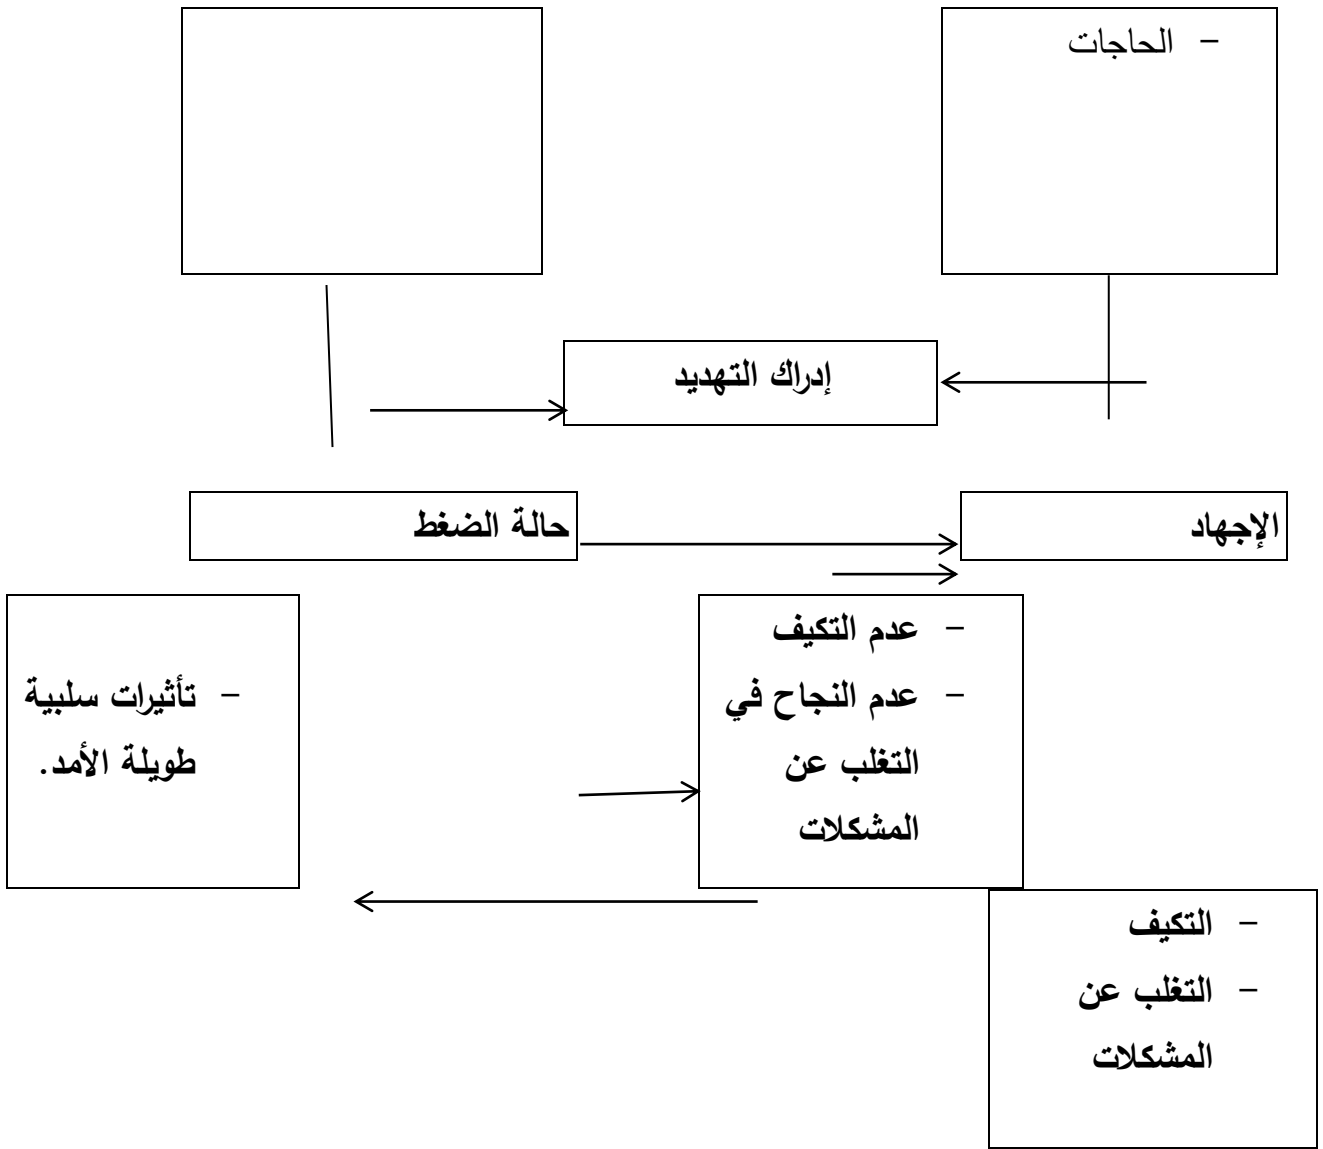 - الحاجات
إدراك التهديد
الإجهاد
حالة الضغط
- عدم التكيف
- عدم النجاح في
التغلب عن
المشكلات
- تأثيرات سلبية
طويلة الأمد.
- التكيف
- التغلب عن
المشكلات